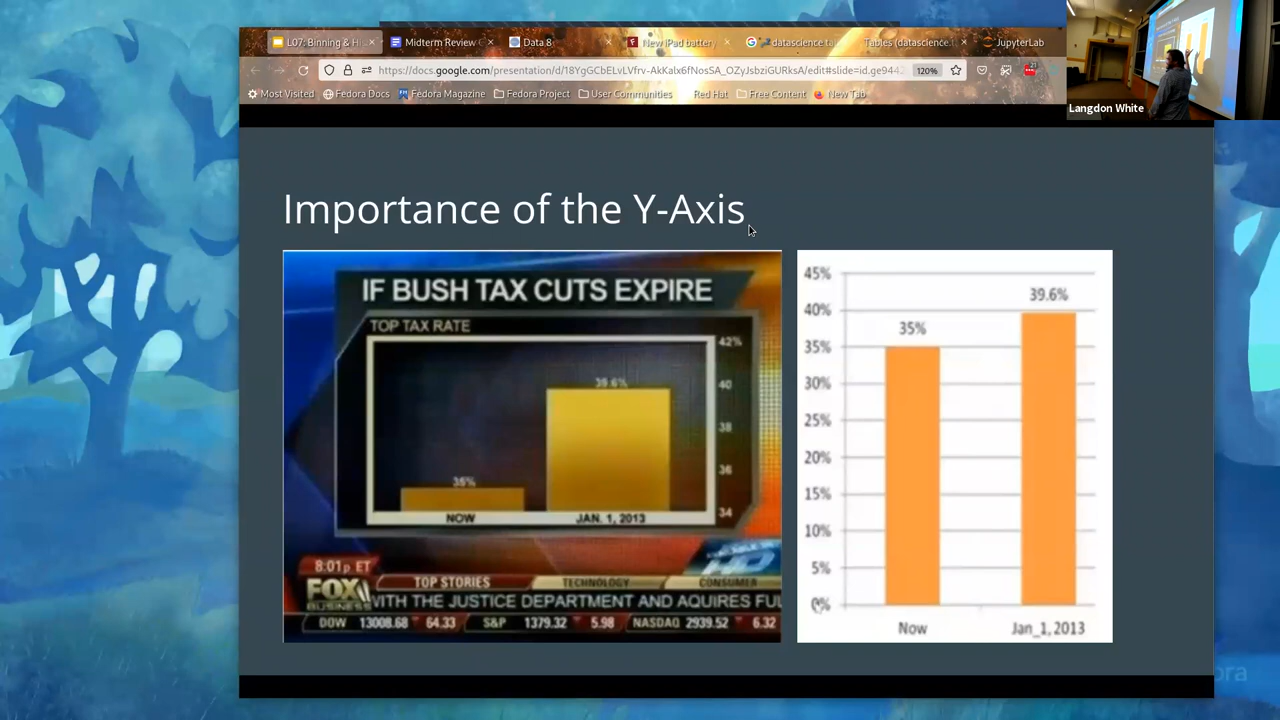 L07: Binning & Hi
Midterm Review
Data 8
New iPad battery
datascience ta
Tables (datascience.t
JupyterLab
https://docs.google.com/presentation/d/18YgGCbELvLVfrv-AkKalx6fNosSA_OZyJsbziGURksA/edit#slide=id.ge944
120%
Most Visited
Fedora Docs
Fedora Magazine
Fedora Project
User Communities
Red Hat
Free Content
New Tab
Langdon White
Importance of the Y-Axis
IF BUSH TAX CUTS EXPIRE
TOP TAX RATE
42%
40
38
36
34
35%
39.6%
NOW
JAN. 1, 2013
8:01p ET
FOX
BUSINESS
HD
TOP STORIES
TECHNOLOGY
CONSUMER
WITH THE JUSTICE DEPARTMENT AND AQUIRES FUL
DOW 13008.68 64.33 S&P 1379.32 5.98 NASDAQ 2939.52 6.32
45%
40%
35%
30%
25%
20%
15%
10%
5%
0%
35%
39.6%
Now
Jan_1,2013